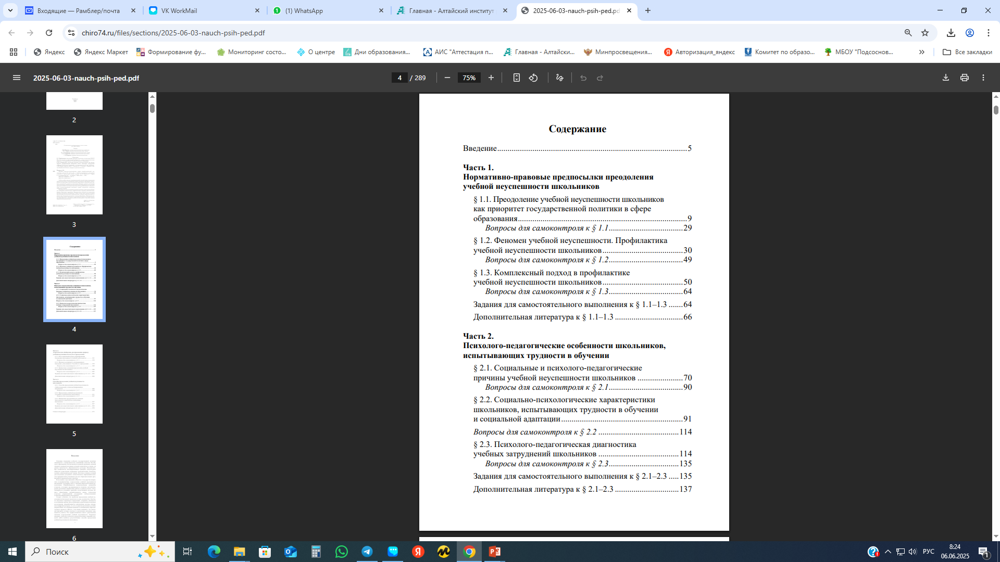 Входящие — Рамблер/почта
VK WorkMail
(1) WhatsApp
Главная - Алтайский институт
2025-06-03-nauch-psih-ped.pd
chiro74.ru/files/sections/2025-06-03-nauch-psih-ped.pdf
Яндекс
Яндекс Маркет
Формирование фу...
Мониторинг состо...
О центре
Дни образования...
АИС "Аттестация п...
Главная - Алтайски...
Минпросвещения...
Авторизация_яндекс
Комитет по образо...
МБОУ "Подсоснов...
Все закладки
2025-06-03-nauch-psih-ped.pdf
4 / 289
75%
2
3
4
5
6
Содержание
Введение...........................................................................................5
Часть 1.
Нормативно-правовые предпосылки преодоления
учебной неуспешности школьников
§ 1.1. Преодоление учебной неуспешности школьников
как приоритет государственной политики в сфере
образования.................................................................................9
Вопросы для самоконтроля к § 1.1....................................29
§ 1.2. Феномен учебной неуспешности. Профилактика
учебной неуспешности школьников.......................................30
Вопросы для самоконтроля к § 1.2....................................49
§ 1.3. Комплексный подход в профилактике
учебной неуспешности школьников.......................................50
Вопросы для самоконтроля к § 1.3....................................64
Задания для самостоятельного выполнения к § 1.1–1.3 .......64
Дополнительная литература к § 1.1–1.3 .................................66
Часть 2.
Психолого-педагогические особенности школьников,
испытывающих трудности в обучении
§ 2.1. Социальные и психолого-педагогические
причины учебной неуспешности школьников ......................70
Вопросы для самоконтроля к § 2.1....................................90
§ 2.2. Социально-психологические характеристики
школьников, испытывающих трудности в обучении
и социальной адаптации...........................................................91
Вопросы для самоконтроля к § 2.2 .......................................114
§ 2.3. Психолого-педагогическая диагностика
учебных затруднений школьников .......................................114
Вопросы для самоконтроля к § 2.3..................................135
Задания для самостоятельного выполнения к § 2.1–2.3 .....135
Дополнительная литература к § 2.1–2.3 ...............................137
Поиск
РУС
8:24
06.06.2025
1